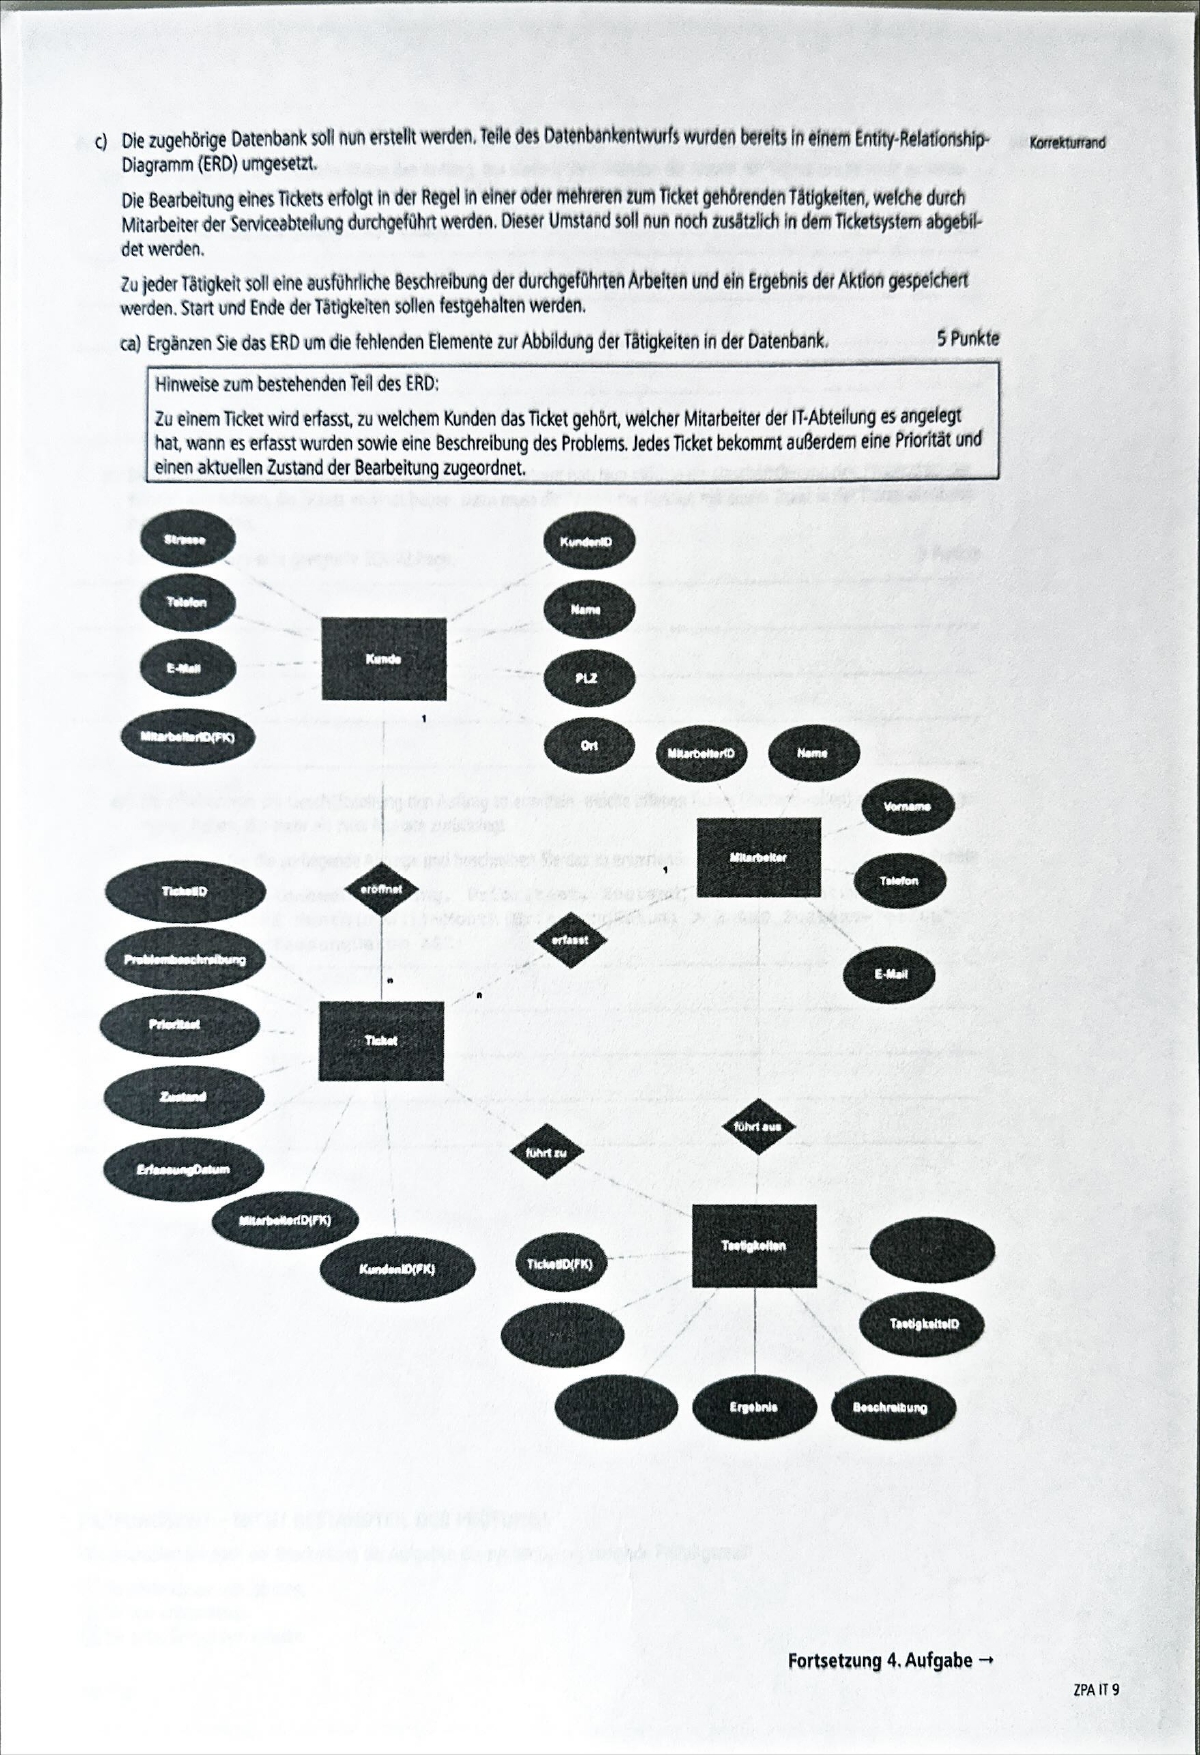 c) Die zugehörige Datenbank soll nun erstellt werden. Teile des Datenbankentwurfs wurden bereits in einem Entity-Relationship-
Diagramm (ERD) umgesetzt.
Korrekturrand
Die Bearbeitung eines Tickets erfolgt in der Regel in einer oder mehreren zum Ticket gehörenden Tätigkeiten, welche durch
Mitarbeiter der Serviceabteilung durchgeführt werden. Dieser Umstand soll nun noch zusätzlich in dem Ticketsystem abgebil-
det werden.
Zu jeder Tätigkeit soll eine ausführliche Beschreibung der durchgeführten Arbeiten und ein Ergebnis der Aktion gespeichert
werden. Start und Ende der Tätigkeiten sollen festgehalten werden.
ca) Ergänzen Sie das ERD um die fehlenden Elemente zur Abbildung der Tätigkeiten in der Datenbank. 5 Punkte
Hinweise zum bestehenden Teil des ERD:
Zu einem Ticket wird erfasst, zu welchem Kunden das Ticket gehört, welcher Mitarbeiter der IT-Abteilung es angelegt
hat, wann es erfasst wurden sowie eine Beschreibung des Problems. Jedes Ticket bekommt außerdem eine Priorität und
einen aktuellen Zustand der Bearbeitung zugeordnet.
Strasse
KundenID
Telefon
Name
Kunde
E-Mail
PLZ
1
MitarbeiterID(FK)
Ort
MitarbeiterID
Name
Vorname
Mitarbeiter
1
Telefon
TicketID
eröffnet
erfasst
Problembeschreibung
E-Mail
n
n
Prioritaet
Ticket
Zustand
führt aus
führt zu
ErfassungDatum
MitarbeiterID(FK)
Taetigkeiten
KundenID(FK)
TicketID(FK)
TaetigkeitsID
Ergebnis
Beschreibung
Fortsetzung 4. Aufgabe →
ZPA IT 9